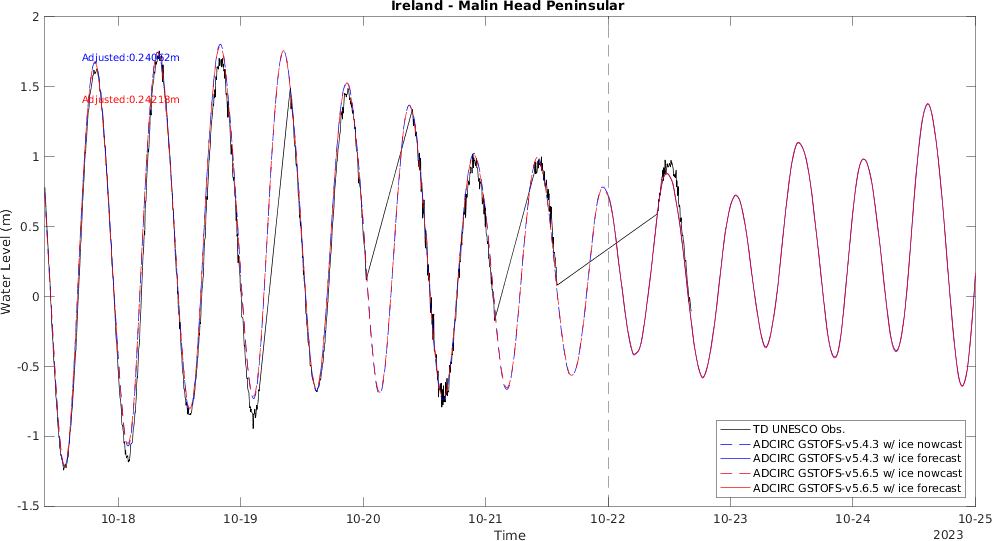 Ireland - Malin Head Peninsular
2
1.5
1
0.5
0
-0.5
-1
-1.5
Water Level (m)
Adjusted:0.24062m
Adjusted:0.24218m
TD UNESCO Obs.
ADCIRC GSTOFS-v5.4.3 w/ ice nowcast
ADCIRC GSTOFS-v5.4.3 w/ ice forecast
ADCIRC GSTOFS-v5.6.5 w/ ice nowcast
ADCIRC GSTOFS-v5.6.5 w/ ice forecast
10-18 10-19 10-20 10-21 10-22 10-23 10-24 10-25
Time
2023